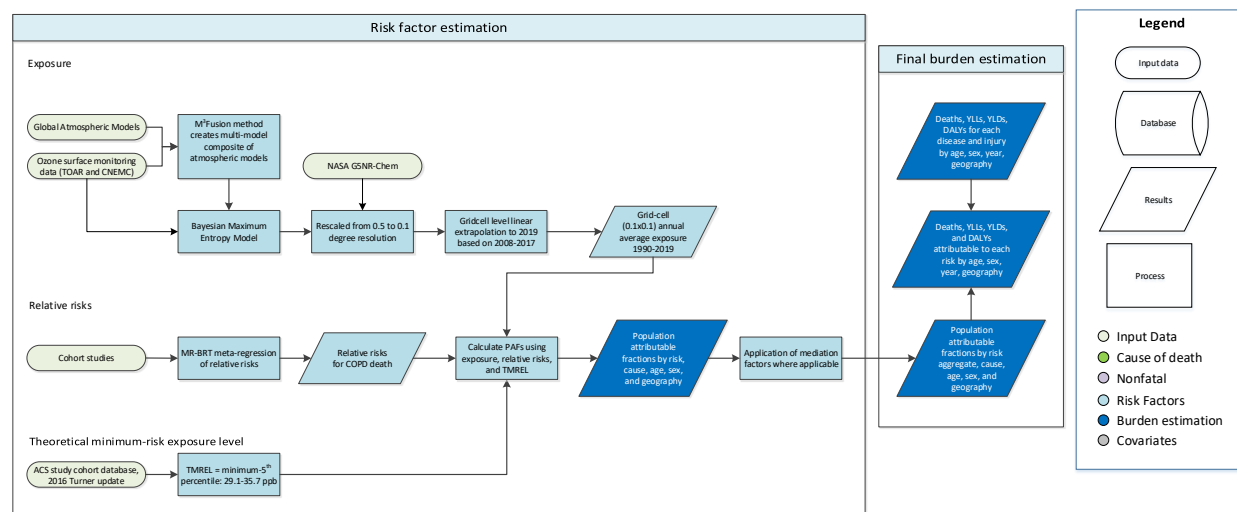 Risk factor estimation
Exposure
Global Atmospheric Models
Ozone surface monitoring
data (TOAR and CNEMC)
M²Fusion method
creates multi-model
composite of
atmospheric models
NASA G5NR-Chem
Bayesian Maximum
Entropy Model
Rescaled from 0.5 to 0.1
degree resolution
Gridcell level linear
extrapolation to 2019
based on 2008-2017
Grid-cell
(0.1x0.1) annual
average exposure
1990-2019
Relative risks
Cohort studies
MR-BRT meta-regression
of relative risks
Relative risks
for COPD death
Calculate PAFs using
exposure, relative risks,
and TMREL
Population
attributable
fractions by risk,
cause, age, sex,
and geography
Application of mediation
factors where applicable
Theoretical minimum-risk exposure level
ACS study cohort database,
2016 Turner update
TMREL = minimum-5th
percentile: 29.1-35.7 ppb
Final burden estimation
Deaths, YLLs, YLDs,
DALYs for each
disease and injury
by age, sex, year,
geography
Deaths, YLLs, YLDs,
and DALYs
attributable to each
risk by age, sex,
year, geography
Population
attributable
fractions by risk
aggregate, cause,
age, sex, and
geography
Legend
Input data
Database
Results
Process
Input Data
Cause of death
Nonfatal
Risk Factors
Burden estimation
Covariates